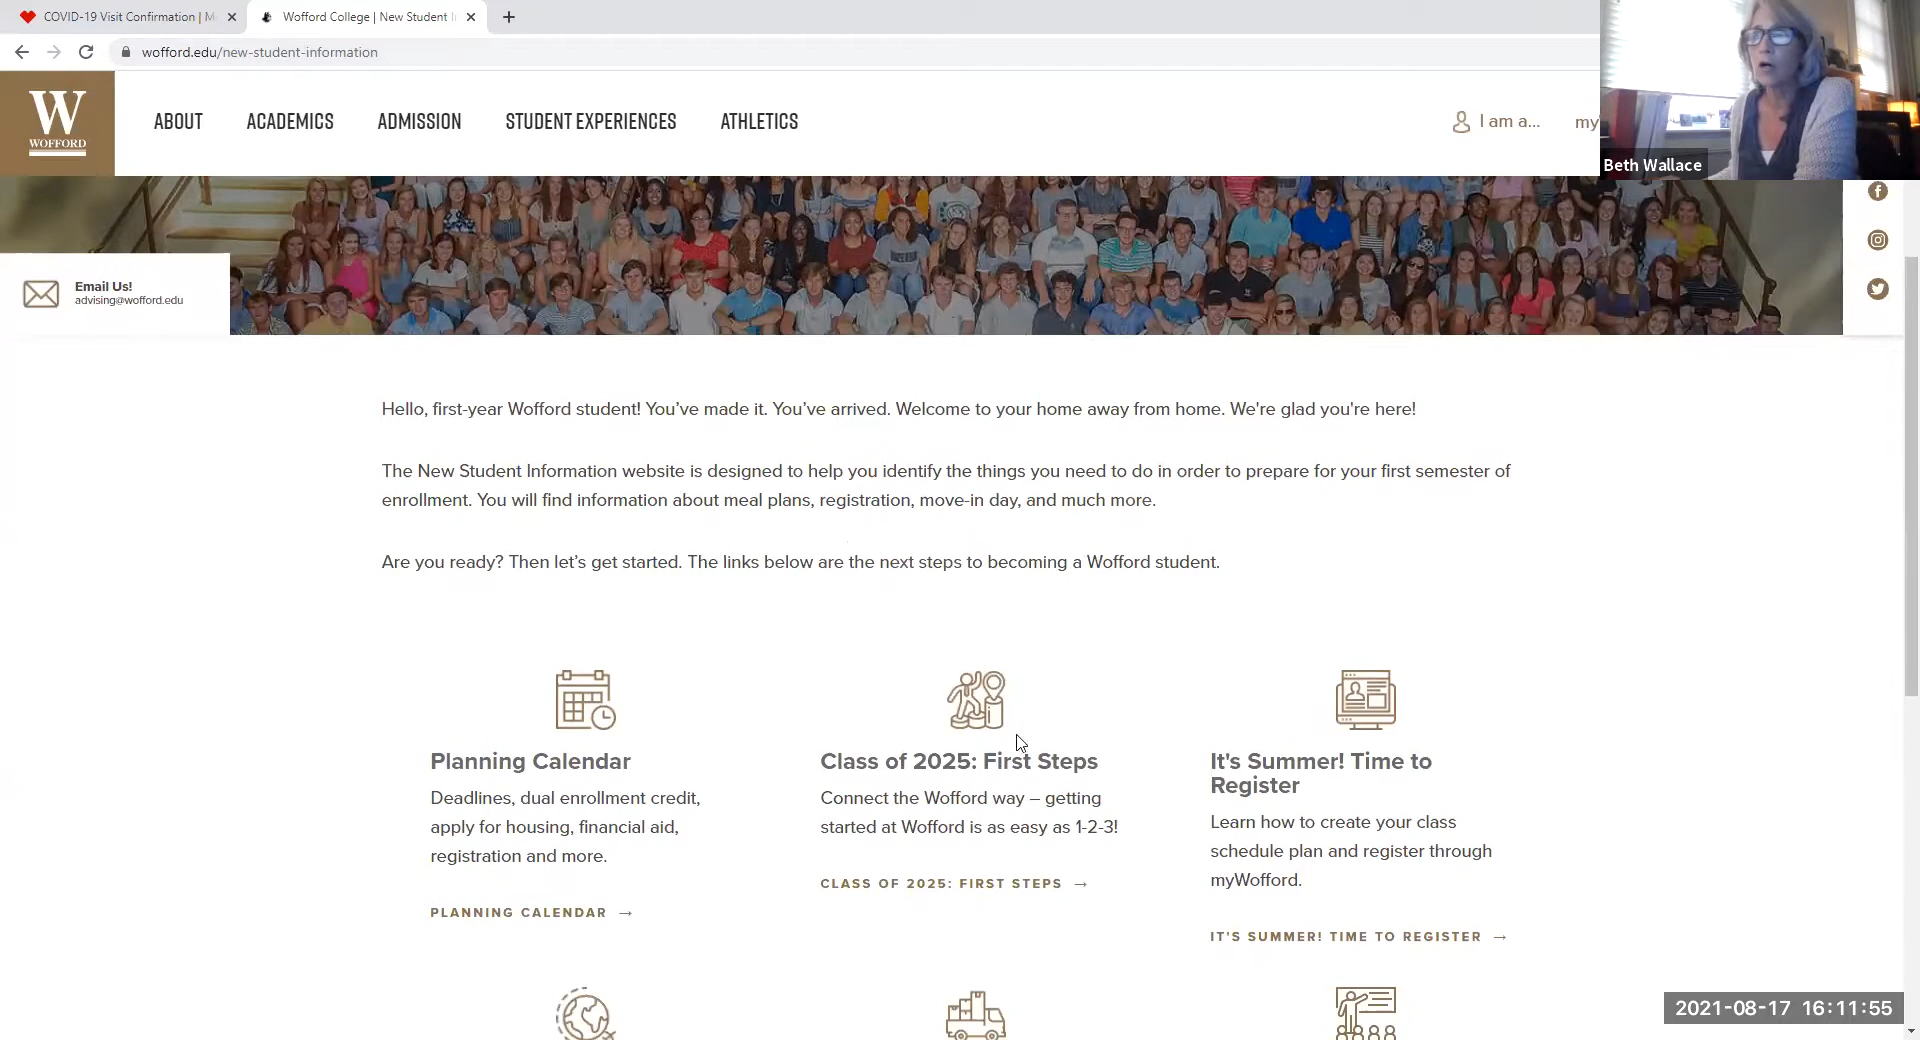 COVID-19 Visit Confirmation | M
Wofford College | New Student I
wofford.edu/new-student-information
W
WOFFORD
ABOUT
ACADEMICS
ADMISSION
STUDENT EXPERIENCES
ATHLETICS
I am a...
my
Beth Wallace
Email Us!
advising@wofford.edu
Hello, first-year Wofford student! You’ve made it. You’ve arrived. Welcome to your home away from home. We're glad you're here!
The New Student Information website is designed to help you identify the things you need to do in order to prepare for your first semester of
enrollment. You will find information about meal plans, registration, move-in day, and much more.
Are you ready? Then let’s get started. The links below are the next steps to becoming a Wofford student.
Planning Calendar
Deadlines, dual enrollment credit,
apply for housing, financial aid,
registration and more.
PLANNING CALENDAR →
Class of 2025: First Steps
Connect the Wofford way – getting
started at Wofford is as easy as 1-2-3!
CLASS OF 2025: FIRST STEPS →
It's Summer! Time to
Register
Learn how to create your class
schedule plan and register through
myWofford.
IT'S SUMMER! TIME TO REGISTER →
2021-08-17 16:11:55